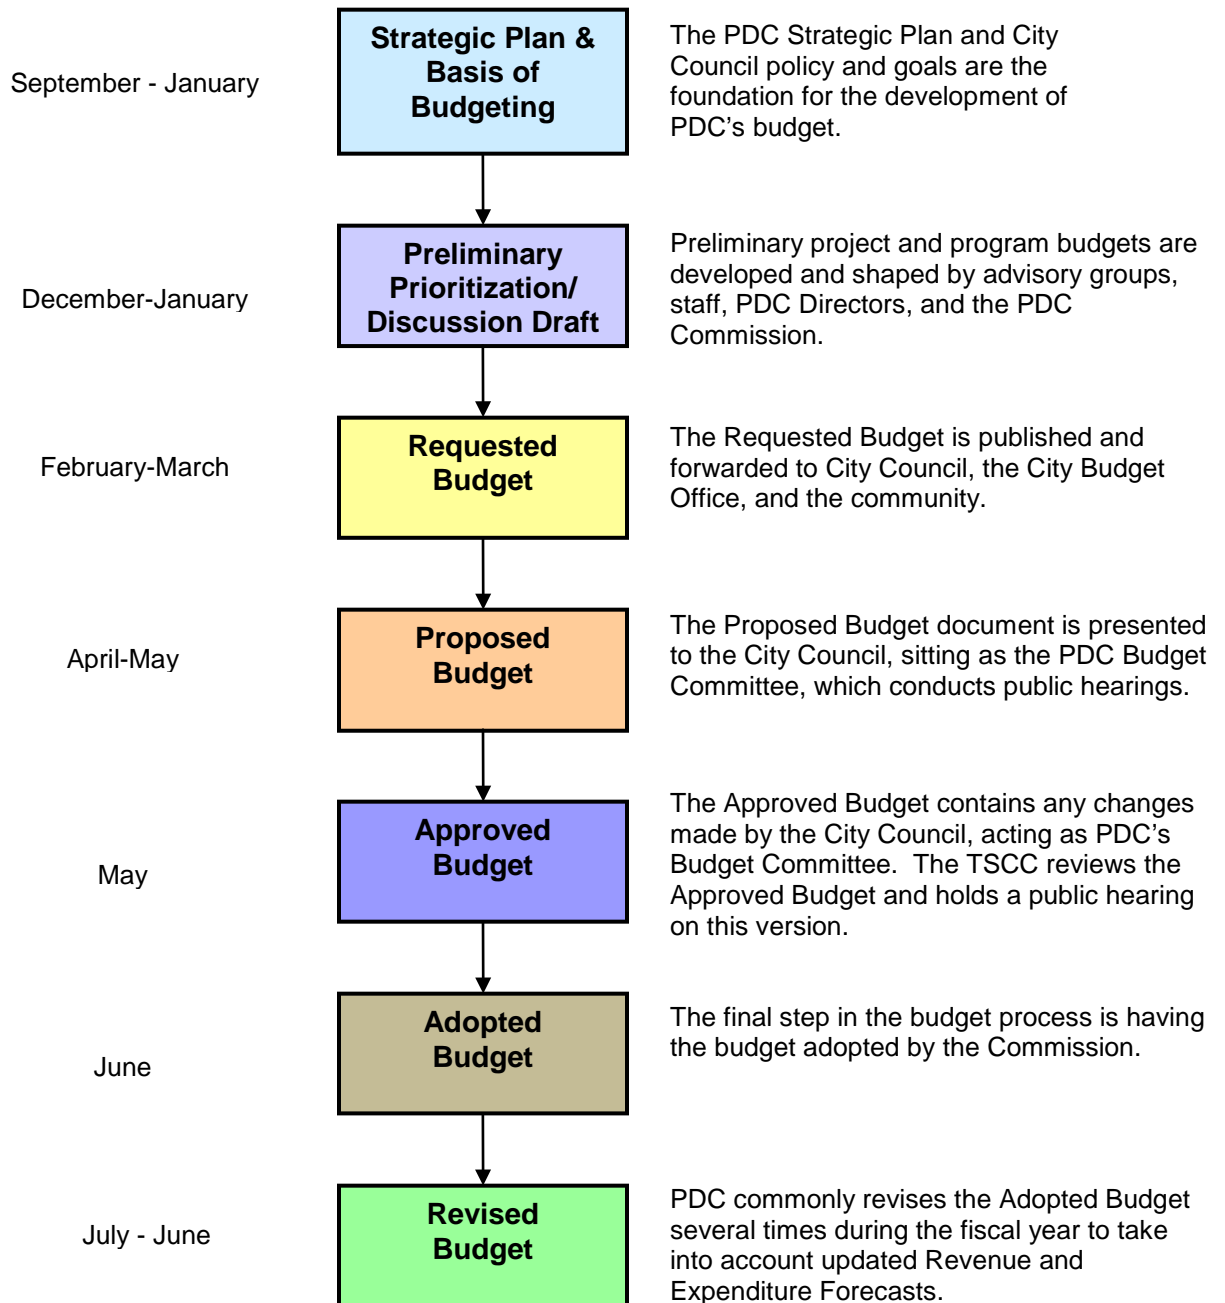 September - January
Strategic Plan &
Basis of
Budgeting
The PDC Strategic Plan and City
Council policy and goals are the
foundation for the development of
PDC’s budget.
December-January
Preliminary
Prioritization/
Discussion Draft
Preliminary project and program budgets are
developed and shaped by advisory groups,
staff, PDC Directors, and the PDC
Commission.
February-March
Requested
Budget
The Requested Budget is published and
forwarded to City Council, the City Budget
Office, and the community.
April-May
Proposed
Budget
The Proposed Budget document is presented
to the City Council, sitting as the PDC Budget
Committee, which conducts public hearings.
May
Approved
Budget
The Approved Budget contains any changes
made by the City Council, acting as PDC’s
Budget Committee.  The TSCC reviews the
Approved Budget and holds a public hearing
on this version.
June
Adopted
Budget
The final step in the budget process is having
the budget adopted by the Commission.
July - June
Revised
Budget
PDC commonly revises the Adopted Budget
several times during the fiscal year to take
into account updated Revenue and
Expenditure Forecasts.